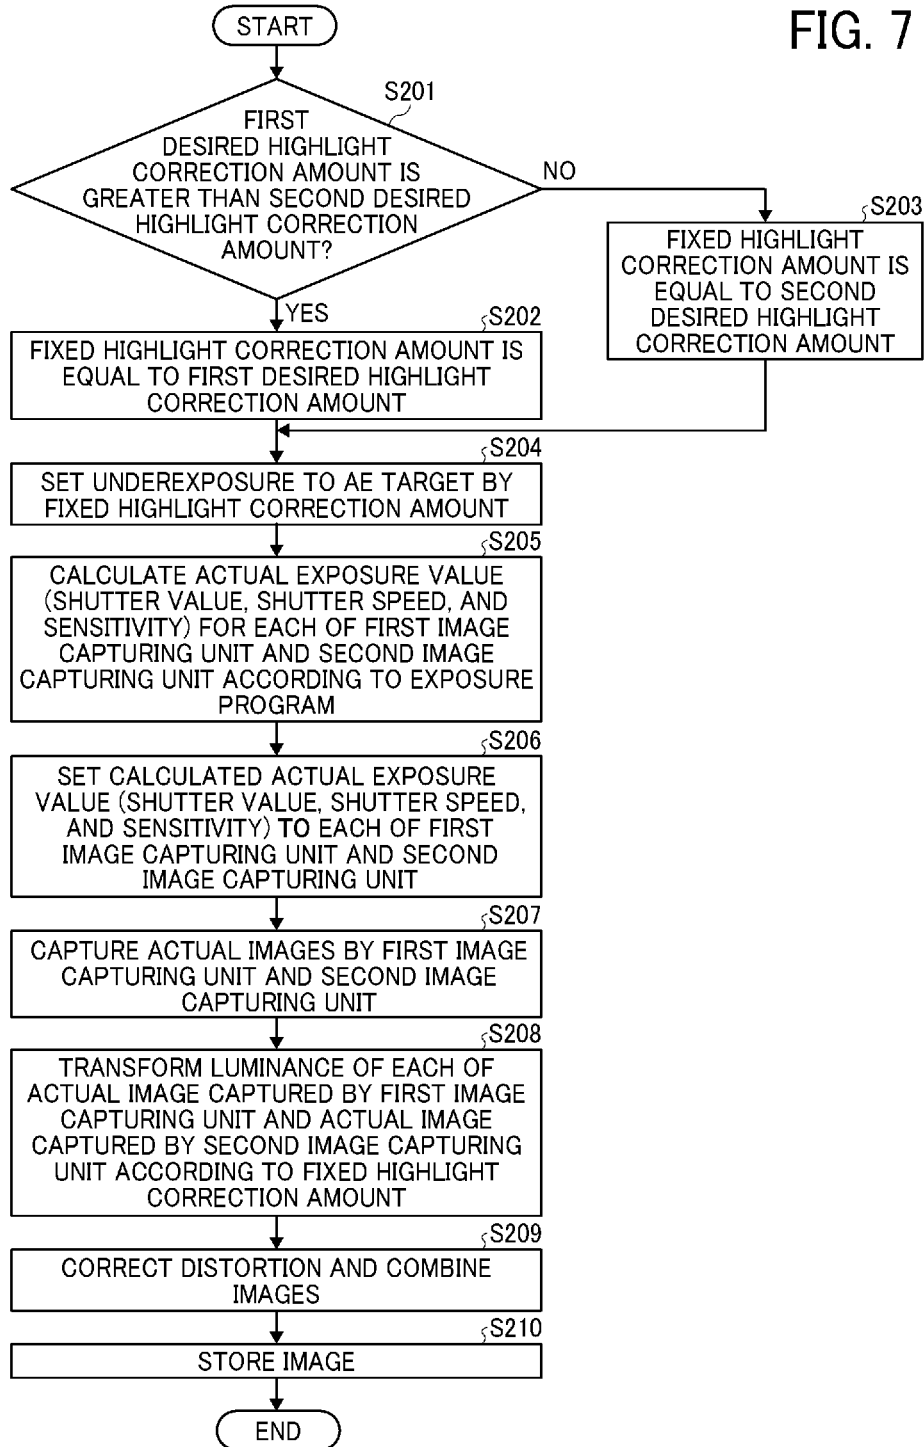 FIG. 7
START
S201
FIRST
DESIRED HIGHLIGHT
CORRECTION AMOUNT IS
GREATER THAN SECOND DESIRED
HIGHLIGHT CORRECTION
AMOUNT?
NO
S203
FIXED HIGHLIGHT
CORRECTION AMOUNT IS
EQUAL TO SECOND
DESIRED HIGHLIGHT
CORRECTION AMOUNT
YES
S202
FIXED HIGHLIGHT CORRECTION AMOUNT IS
EQUAL TO FIRST DESIRED HIGHLIGHT
CORRECTION AMOUNT
S204
SET UNDEREXPOSURE TO AE TARGET BY
FIXED HIGHLIGHT CORRECTION AMOUNT
S205
CALCULATE ACTUAL EXPOSURE VALUE
(SHUTTER VALUE, SHUTTER SPEED, AND
SENSITIVITY) FOR EACH OF FIRST IMAGE
CAPTURING UNIT AND SECOND IMAGE
CAPTURING UNIT ACCORDING TO EXPOSURE
PROGRAM
S206
SET CALCULATED ACTUAL EXPOSURE
VALUE (SHUTTER VALUE, SHUTTER SPEED,
AND SENSITIVITY) TO EACH OF FIRST
IMAGE CAPTURING UNIT AND SECOND
IMAGE CAPTURING UNIT
S207
CAPTURE ACTUAL IMAGES BY FIRST IMAGE
CAPTURING UNIT AND SECOND IMAGE
CAPTURING UNIT
S208
TRANSFORM LUMINANCE OF EACH OF
ACTUAL IMAGE CAPTURED BY FIRST IMAGE
CAPTURING UNIT AND ACTUAL IMAGE
CAPTURED BY SECOND IMAGE CAPTURING
UNIT ACCORDING TO FIXED HIGHLIGHT
CORRECTION AMOUNT
S209
CORRECT DISTORTION AND COMBINE
IMAGES
S210
STORE IMAGE
END